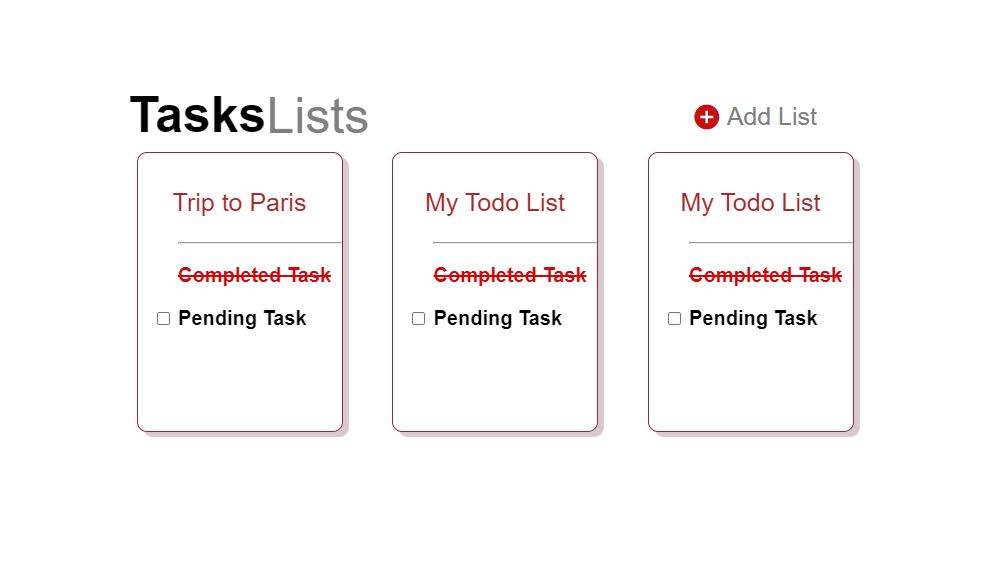 TasksLists
Add List
Trip to Paris
Completed Task
Pending Task
My Todo List
Completed Task
Pending Task
My Todo List
Completed Task
Pending Task